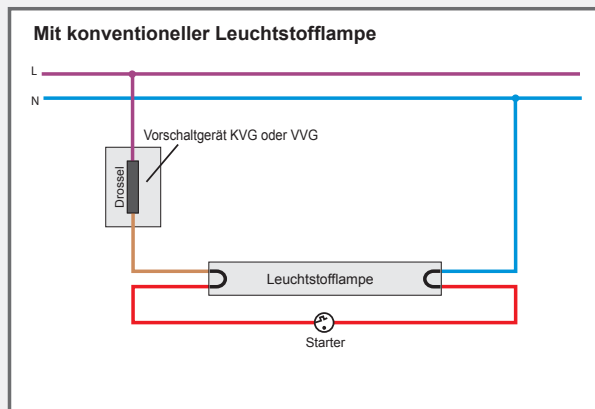 Mit konventioneller Leuchtstofflampe
L
N
Vorschaltgerät KVG oder VVG
Drossel
Leuchtstofflampe
Starter